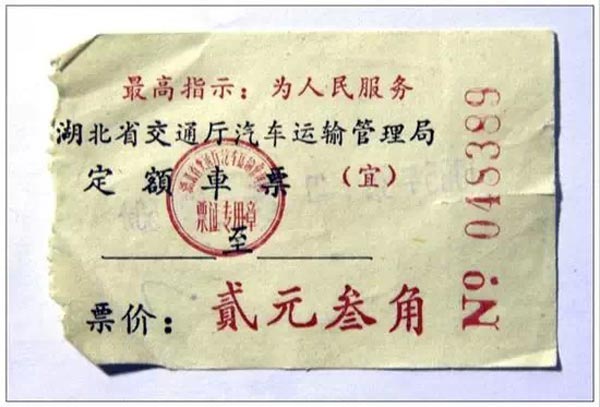 最高指示：为人民服务
湖北省交通厅汽车运输管理局
定额車票（宜）
票证专用章
至
票价：贰元叁角
No 048389